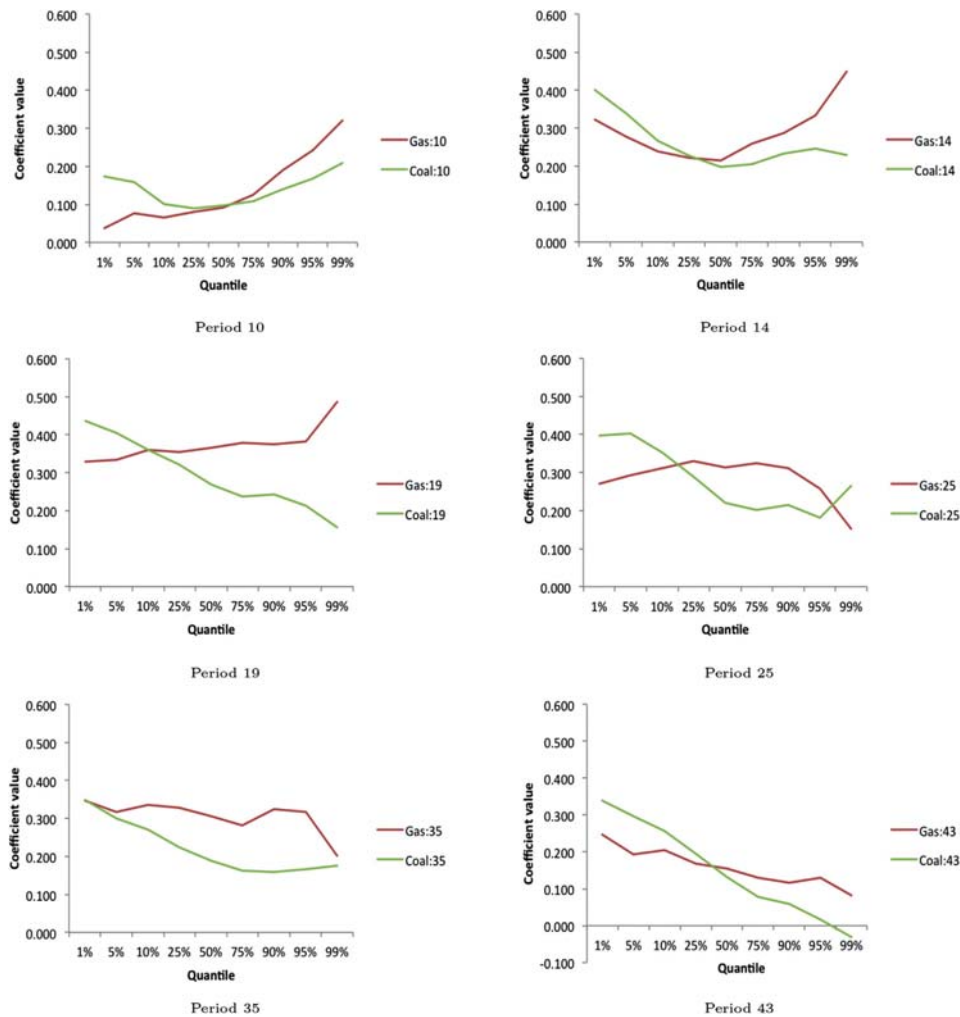 0.600
0.500
0.400
0.300
0.200
0.100
0.000
Coefficient value
1% 5% 10% 25% 50% 75% 90% 95% 99%
Quantile
Gas:10
Coal:10
Period 10
0.600
0.500
0.400
0.300
0.200
0.100
0.000
Coefficient value
1% 5% 10% 25% 50% 75% 90% 95% 99%
Quantile
Gas:14
Coal:14
Period 14
0.600
0.500
0.400
0.300
0.200
0.100
0.000
Coefficient value
1% 5% 10% 25% 50% 75% 90% 95% 99%
Quantile
Gas:19
Coal:19
Period 19
0.600
0.500
0.400
0.300
0.200
0.100
0.000
Coefficient value
1% 5% 10% 25% 50% 75% 90% 95% 99%
Quantile
Gas:25
Coal:25
Period 25
0.600
0.500
0.400
0.300
0.200
0.100
0.000
Coefficient value
1% 5% 10% 25% 50% 75% 90% 95% 99%
Quantile
Gas:35
Coal:35
Period 35
0.600
0.500
0.400
0.300
0.200
0.100
0.000
-0.100
Coefficient value
1% 5% 10% 25% 50% 75% 90% 95% 99%
Quantile
Gas:43
Coal:43
Period 43